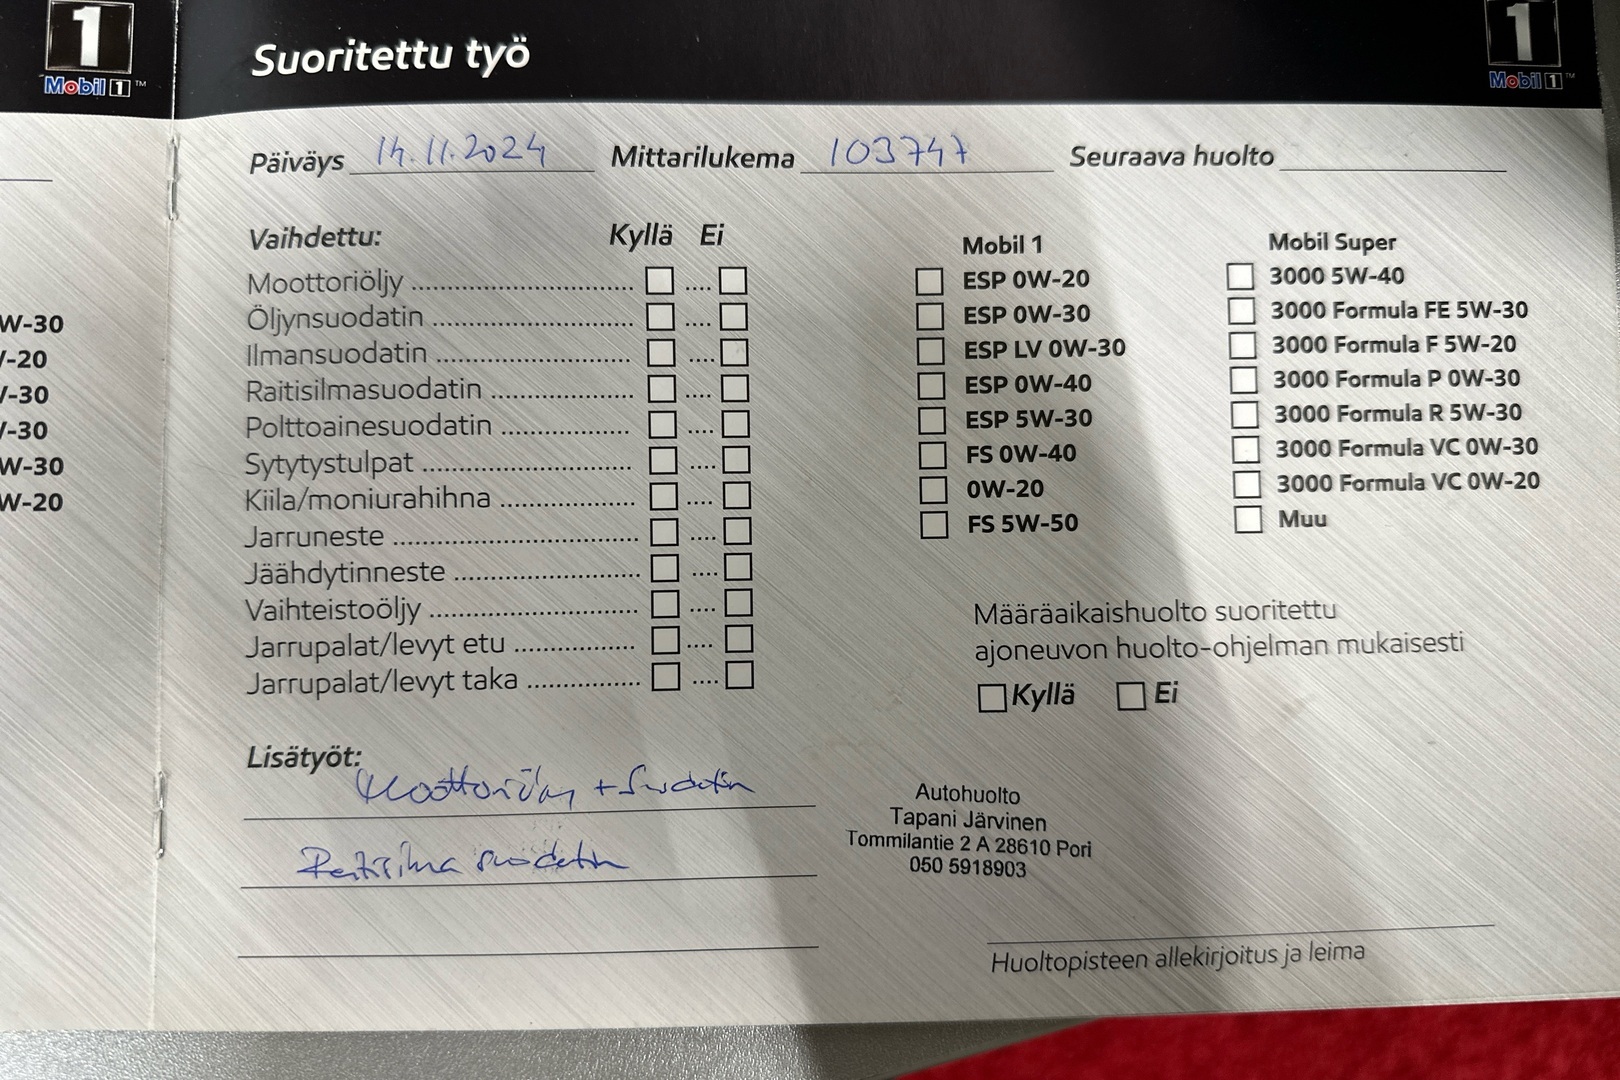 1
Mobil 1™
Suoritettu työ
1
Mobil 1™
Päiväys 14.11.2024 Mittarilukema 103747 Seuraava huolto
Vaihdettu: Kyllä Ei
Moottoriöljy
Öljynsuodatin
Ilmansuodatin
Raitisilmasuodatin
Polttoainesuodatin
Sytytystulpat
Kiila/moniurahihna
Jarruneste
Jäähdytinneste
Vaihteistoöljy
Jarrupalat/levyt etu
Jarrupalat/levyt taka
Mobil 1
ESP 0W-20
ESP 0W-30
ESP LV 0W-30
ESP 0W-40
ESP 5W-30
FS 0W-40
0W-20
FS 5W-50
Mobil Super
3000 5W-40
3000 Formula FE 5W-30
3000 Formula F 5W-20
3000 Formula P 0W-30
3000 Formula R 5W-30
3000 Formula VC 0W-30
3000 Formula VC 0W-20
Muu
Määräaikaishuolto suoritettu
ajoneuvon huolto-ohjelman mukaisesti
Kyllä Ei
Lisätyöt:
Moottoriöljy + Suodatin
Raitisilma suodatin
Autohuolto
Tapani Järvinen
Tommilantie 2 A 28610 Pori
050 5918903
Huoltopisteen allekirjoitus ja leima
W-30
-20
-30
-30
W-30
W-20